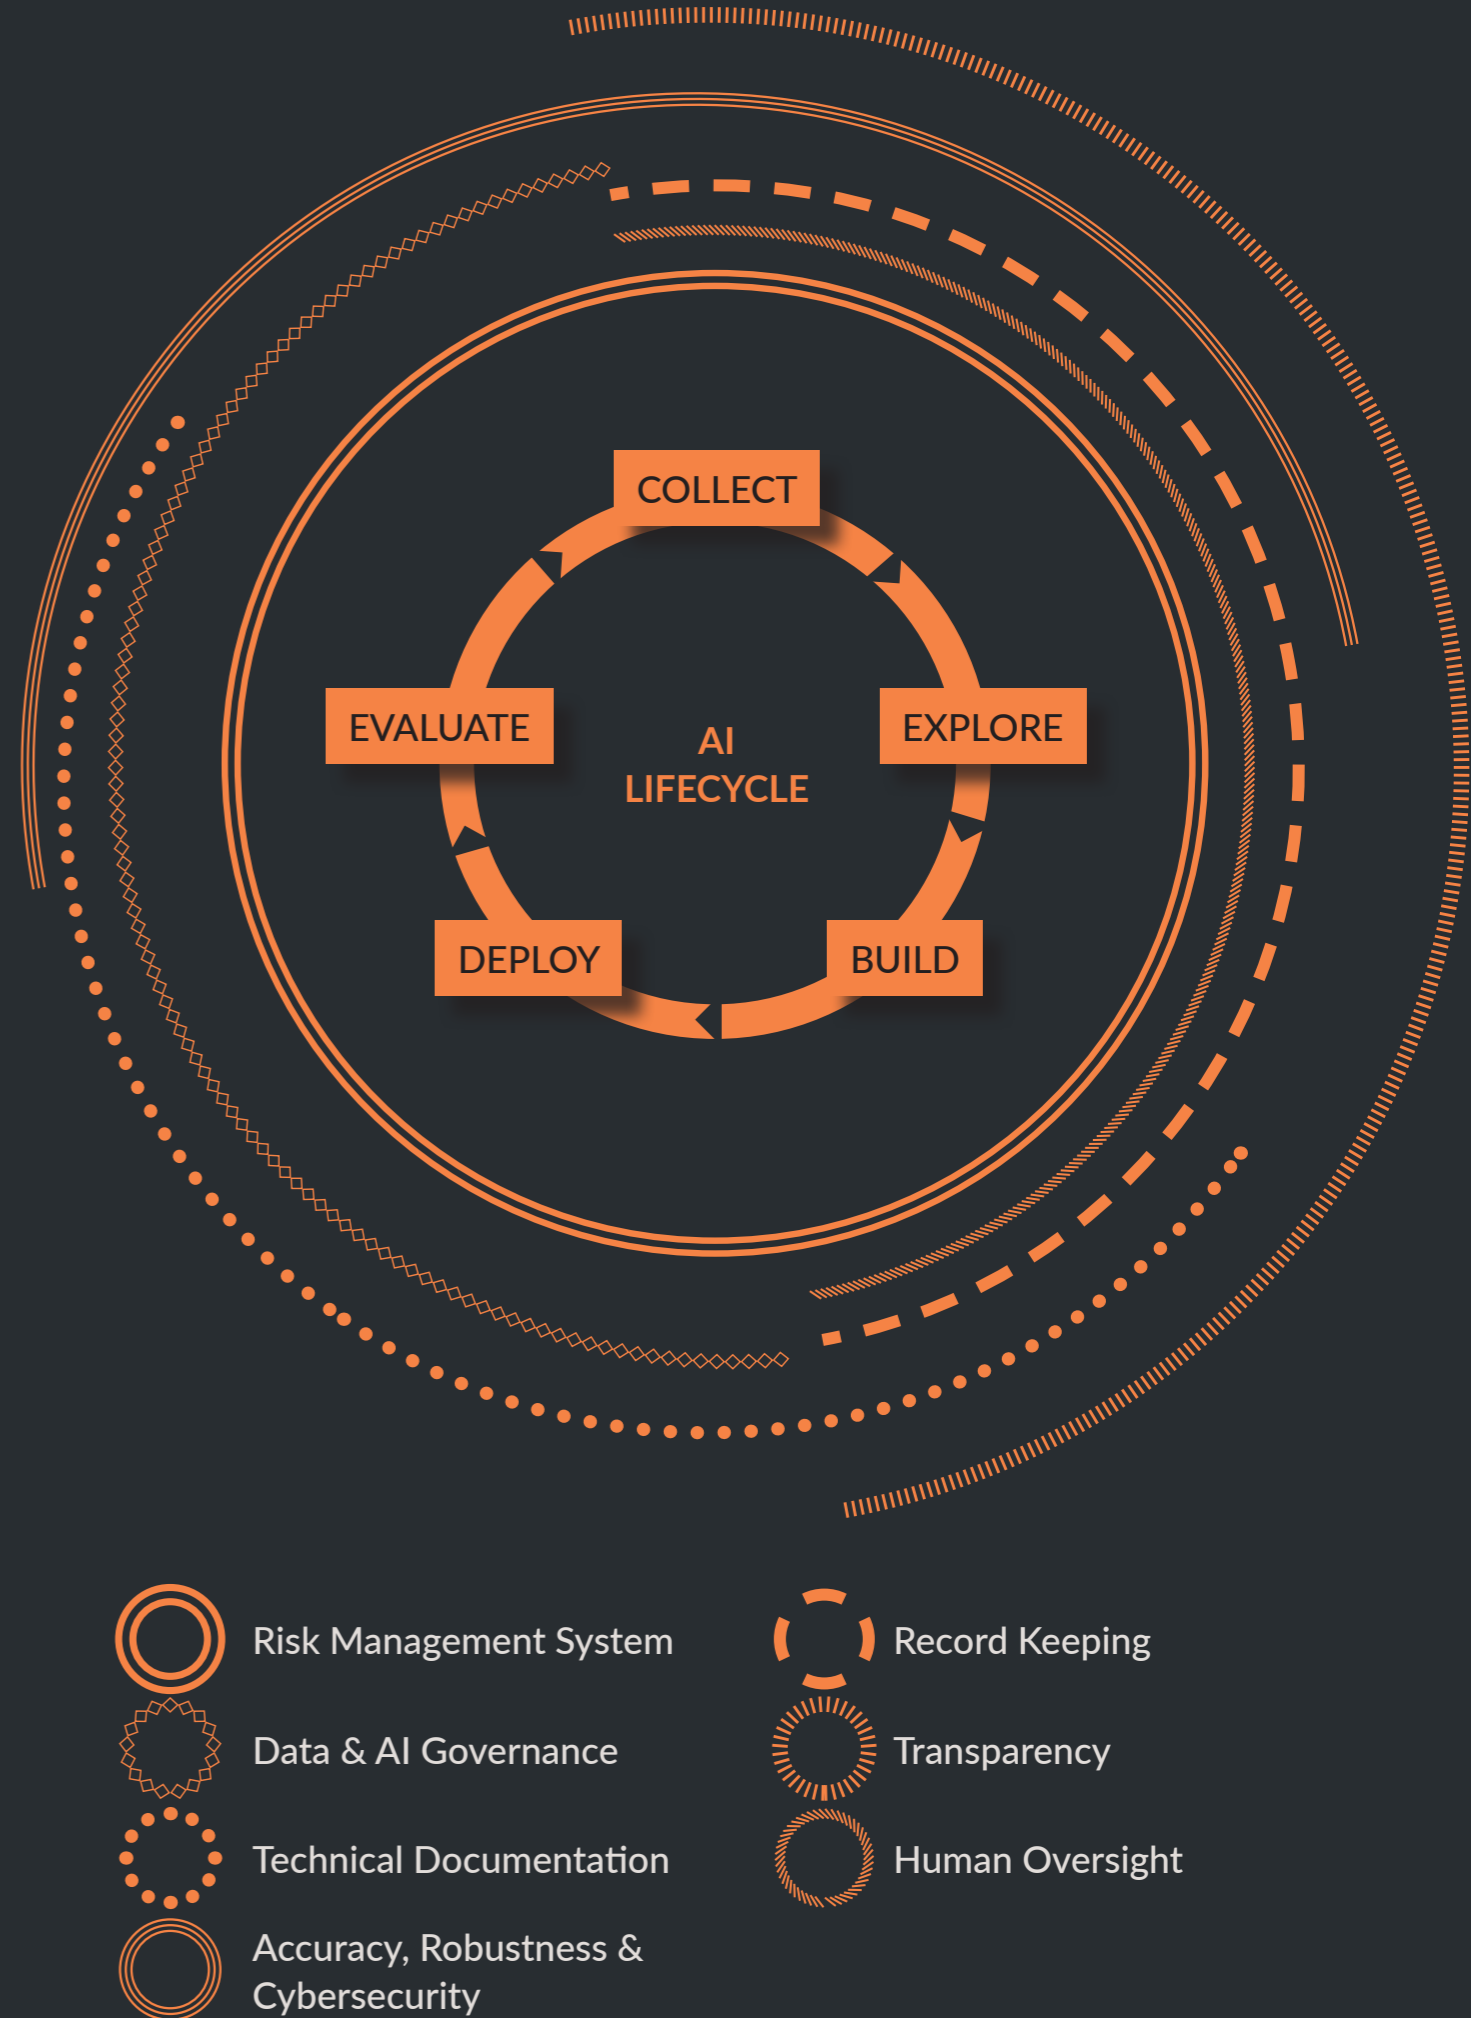 COLLECT
EVALUATE
EXPLORE
AI
LIFECYCLE
DEPLOY
BUILD
Risk Management System
Data & AI Governance
Technical Documentation
Accuracy, Robustness &
Cybersecurity
Record Keeping
Transparency
Human Oversight